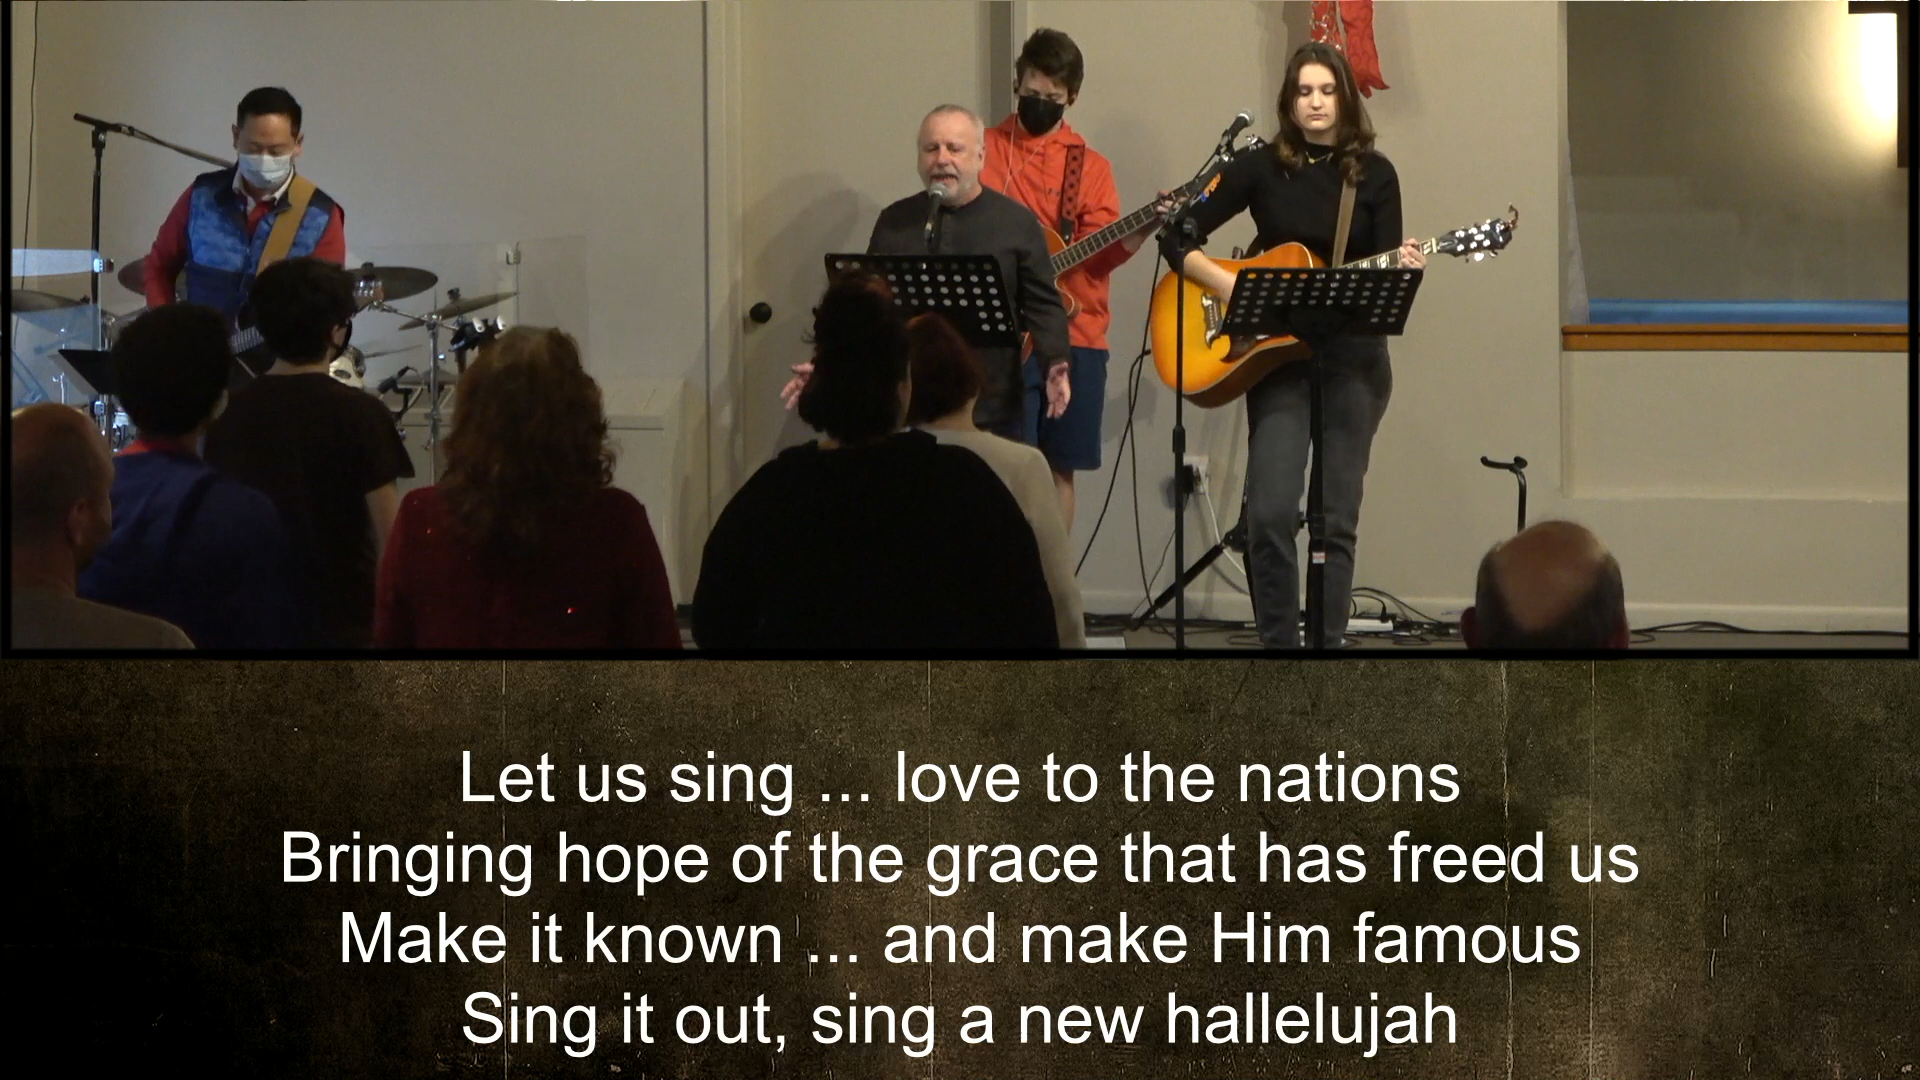 Let us sing ... love to the nations
Bringing hope of the grace that has freed us
Make it known ... and make Him famous
Sing it out, sing a new hallelujah